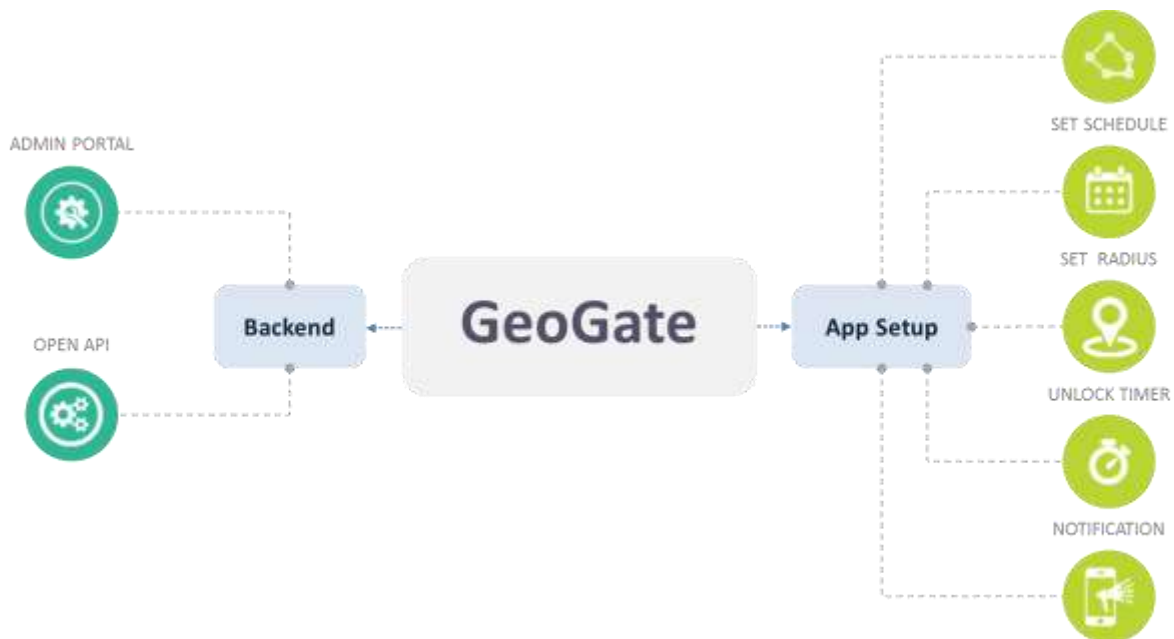 SET SCHEDULE
ADMIN PORTAL
SET RADIUS
Backend
GeoGate
App Setup
OPEN API
UNLOCK TIMER
NOTIFICATION